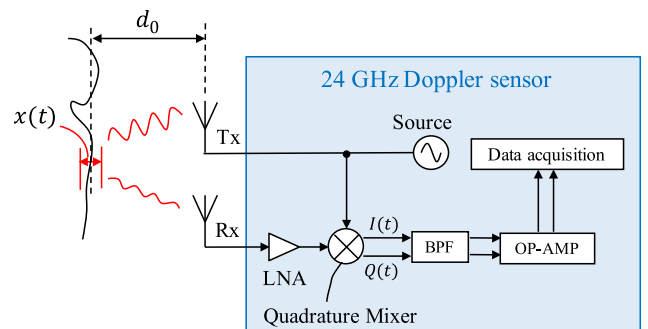 d₀
24 GHz Doppler sensor
x(t)
Tx
Source
Data acquisition
Rx
LNA
I(t)
Q(t)
BPF
OP-AMP
Quadrature Mixer